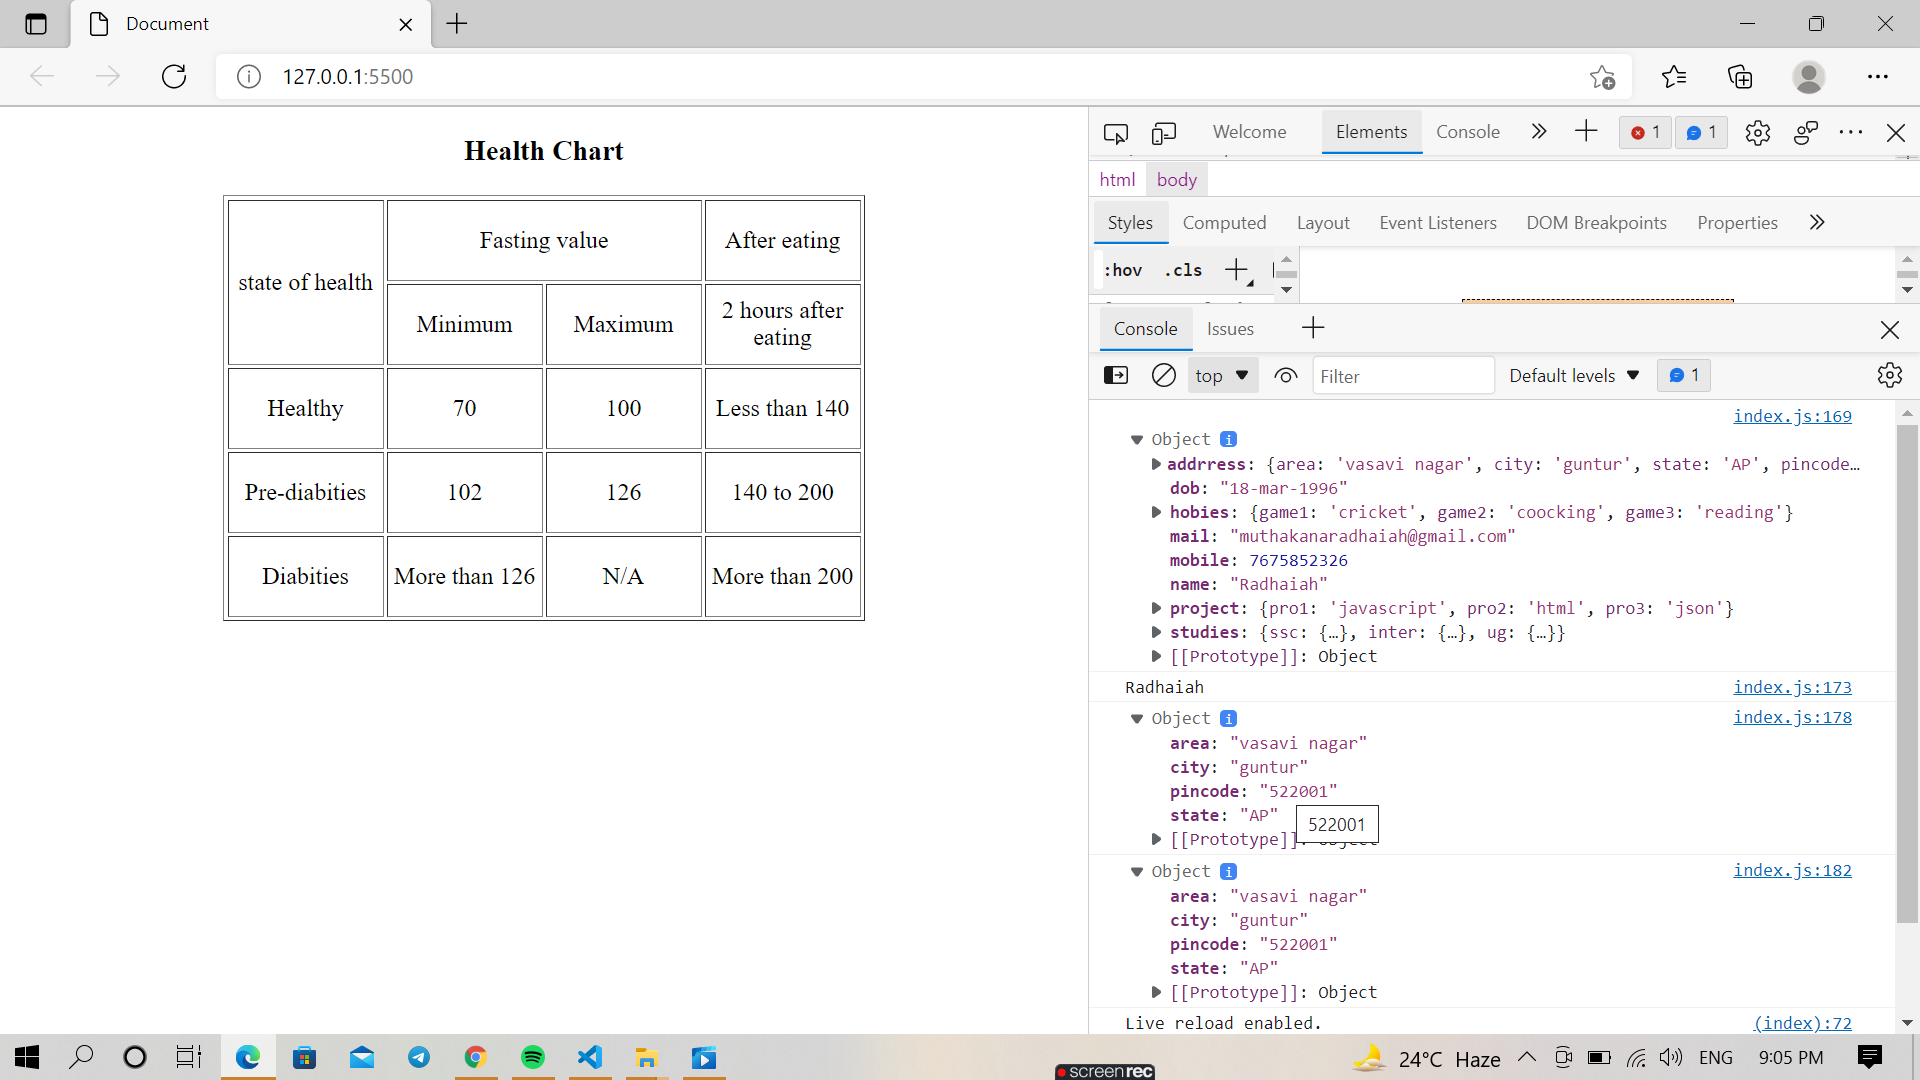 Document
127.0.0.1:5500
Health Chart
state of health
Fasting value
After eating
Minimum
Maximum
2 hours after
eating
Healthy
70
100
Less than 140
Pre-diabities
102
126
140 to 200
Diabities
More than 126
N/A
More than 200
Welcome
Elements
Console
1
1
html
body
Styles
Computed
Layout
Event Listeners
DOM Breakpoints
Properties
:hov
.cls
Console
Issues
top
Filter
Default levels
1
index.js:169
Object
addrress: {area: 'vasavi nagar', city: 'guntur', state: 'AP', pincode…
dob: "18-mar-1996"
hobies: {game1: 'cricket', game2: 'coocking', game3: 'reading'}
mail: "muthakanaradhaiah@gmail.com"
mobile: 7675852326
name: "Radhaiah"
project: {pro1: 'javascript', pro2: 'html', pro3: 'json'}
studies: {ssc: {…}, inter: {…}, ug: {…}}
[[Prototype]]: Object
Radhaiah
index.js:173
Object
index.js:178
area: "vasavi nagar"
city: "guntur"
pincode: "522001"
state: "AP"
522001
[[Prototype]]: Object
Object
index.js:182
area: "vasavi nagar"
city: "guntur"
pincode: "522001"
state: "AP"
[[Prototype]]: Object
Live reload enabled.
(index):72
24°C Haze
ENG
9:05 PM
screenrec